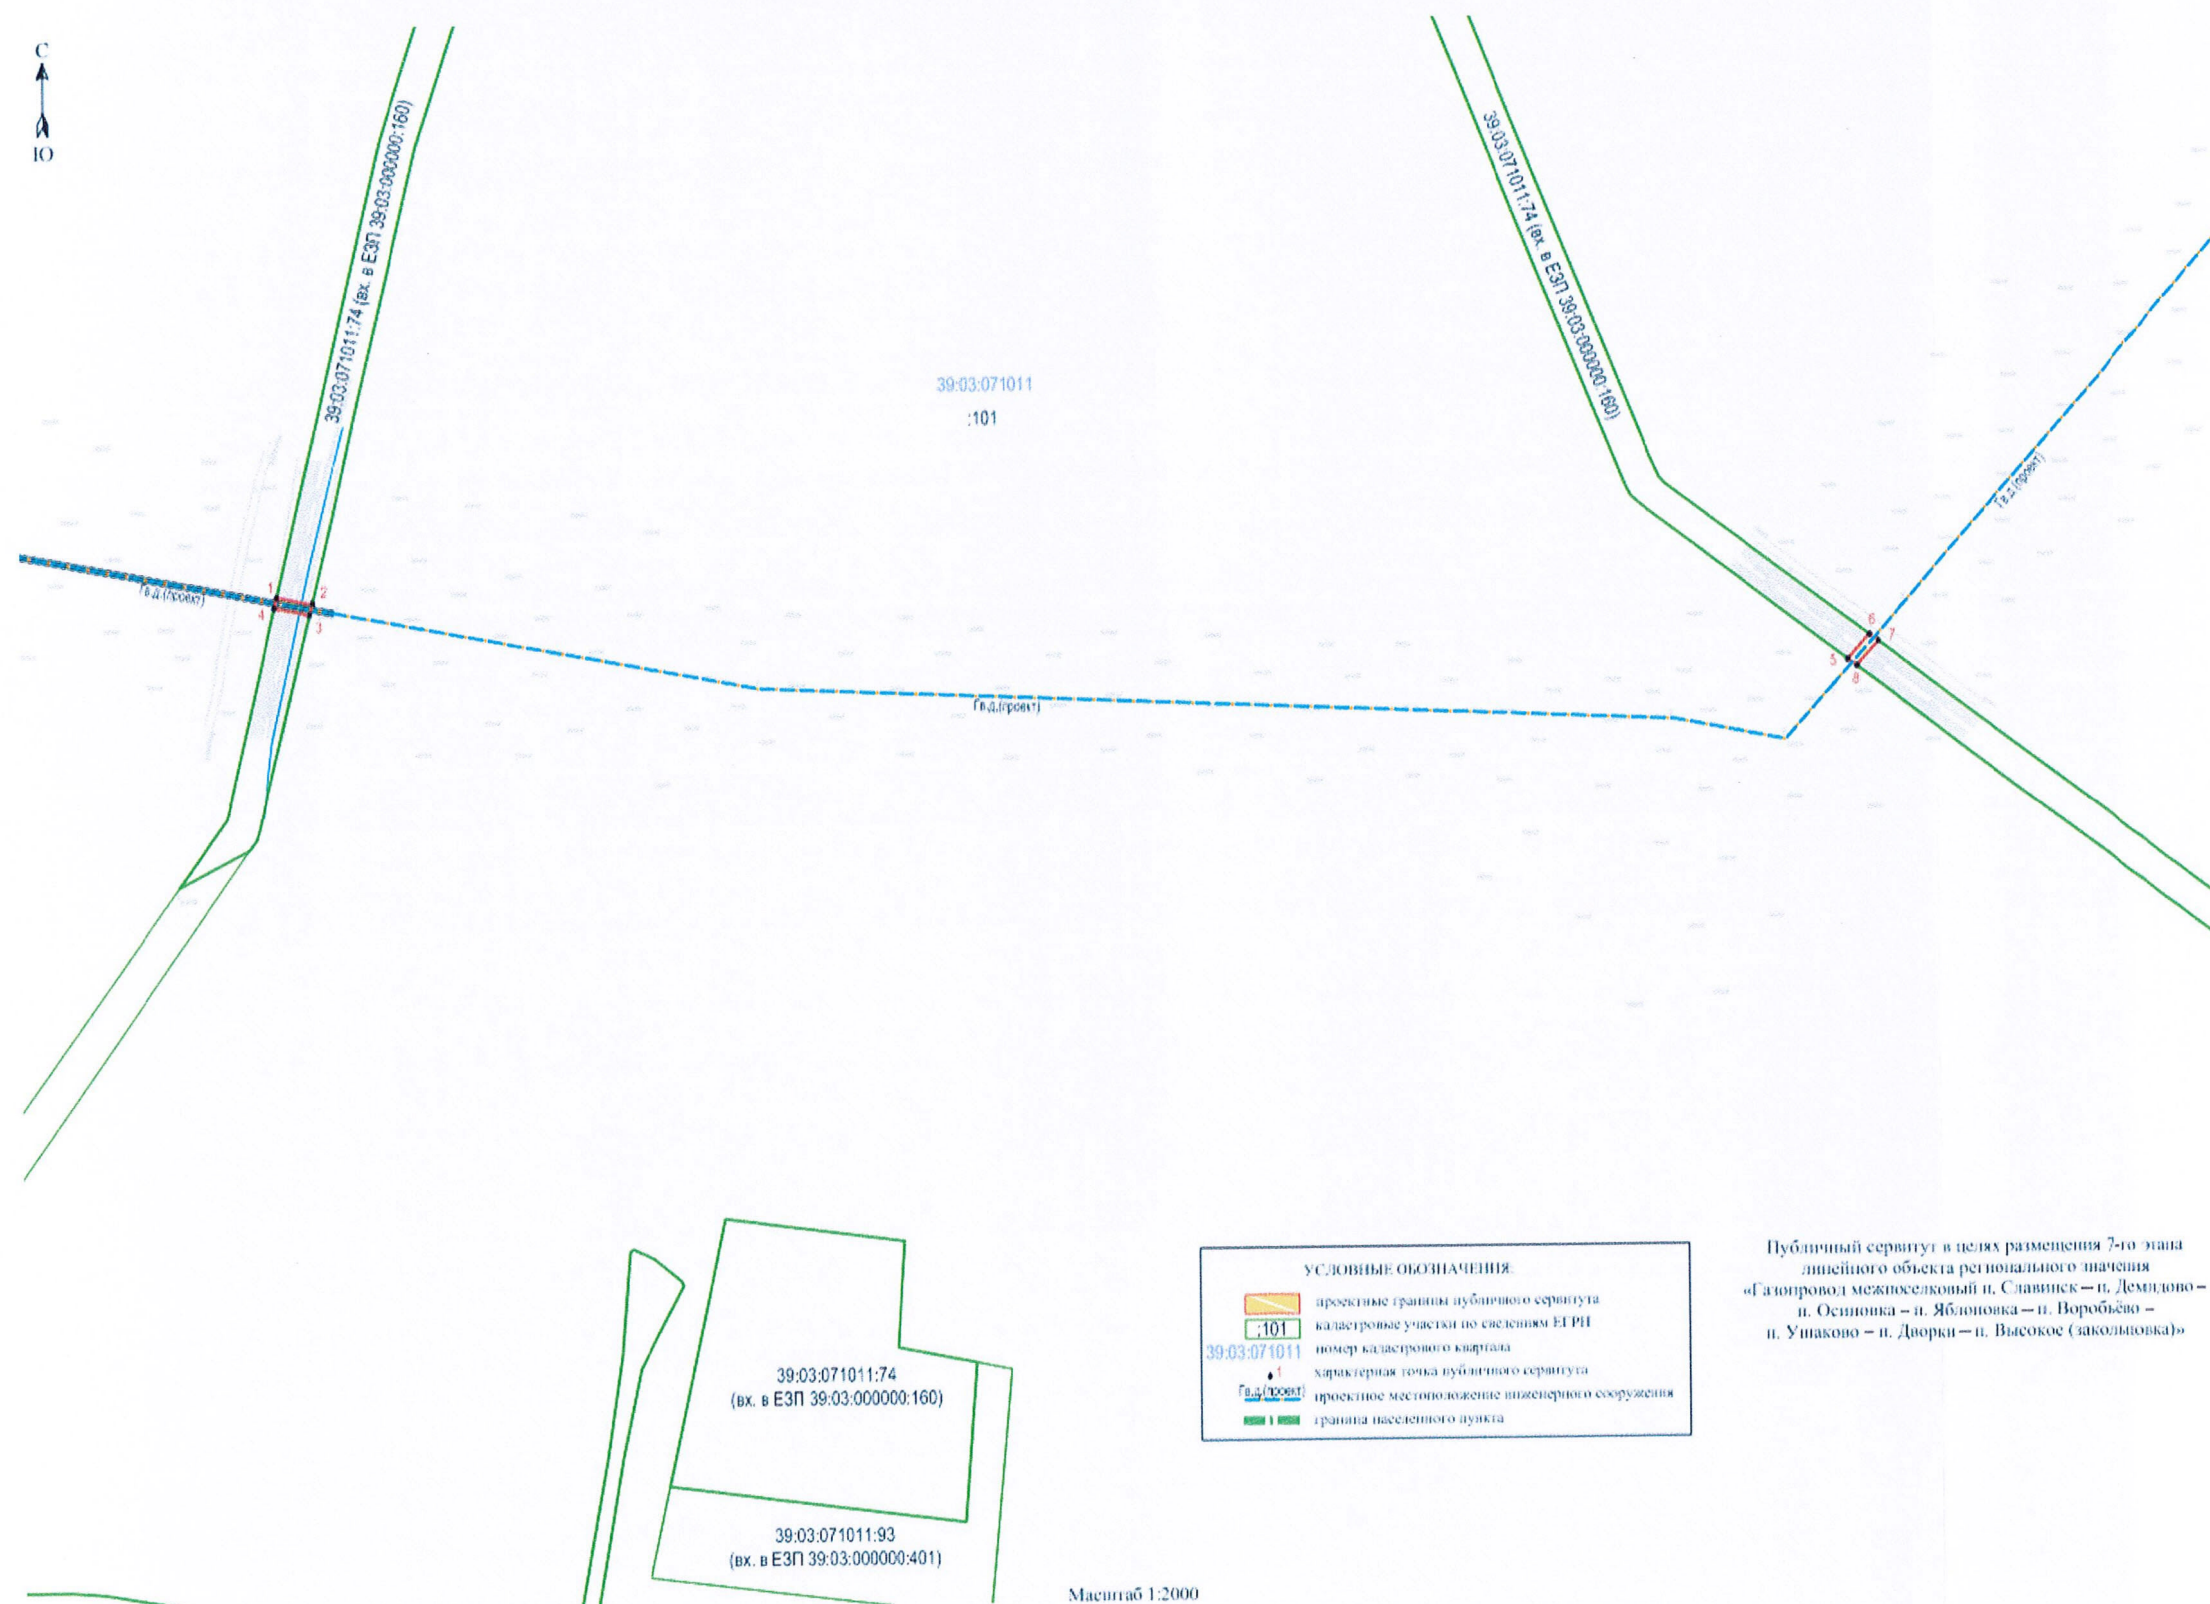 С
Ю
39:03:071011:74 (вх. в ЕЗП 39:03:000000:160)
39:03:071011:74 (вх. в ЕЗП 39:03:000000:160)
39:03:071011
:101
Гв.д.(проект)
Гв.д.(проект)
1
2
4
3
6
7
5
8
Гв.д.(проект)
39:03:071011:74
(вх. в ЕЗП 39:03:000000:160)
39:03:071011:93
(вх. в ЕЗП 39:03:000000:401)
УСЛОВНЫЕ ОБОЗНАЧЕНИЯ:
проектные границы публичного сервитута
:101 кадастровые участки по сведениям ЕГРН
39:03:071011 номер кадастрового квартала
1 характерная точка публичного сервитута
Гв.д.(проект) проектное местоположение инженерного сооружения
граница населенного пункта
Публичный сервитут в целях размещения 7-го этапа
линейного объекта регионального значения
«Газопровод межпоселковый п. Славинск – п. Демидово –
п. Осиновка – п. Яблоновка – п. Воробьёво –
п. Ушаково – п. Дворки – п. Высокое (закольцовка)»
Масштаб 1:2000